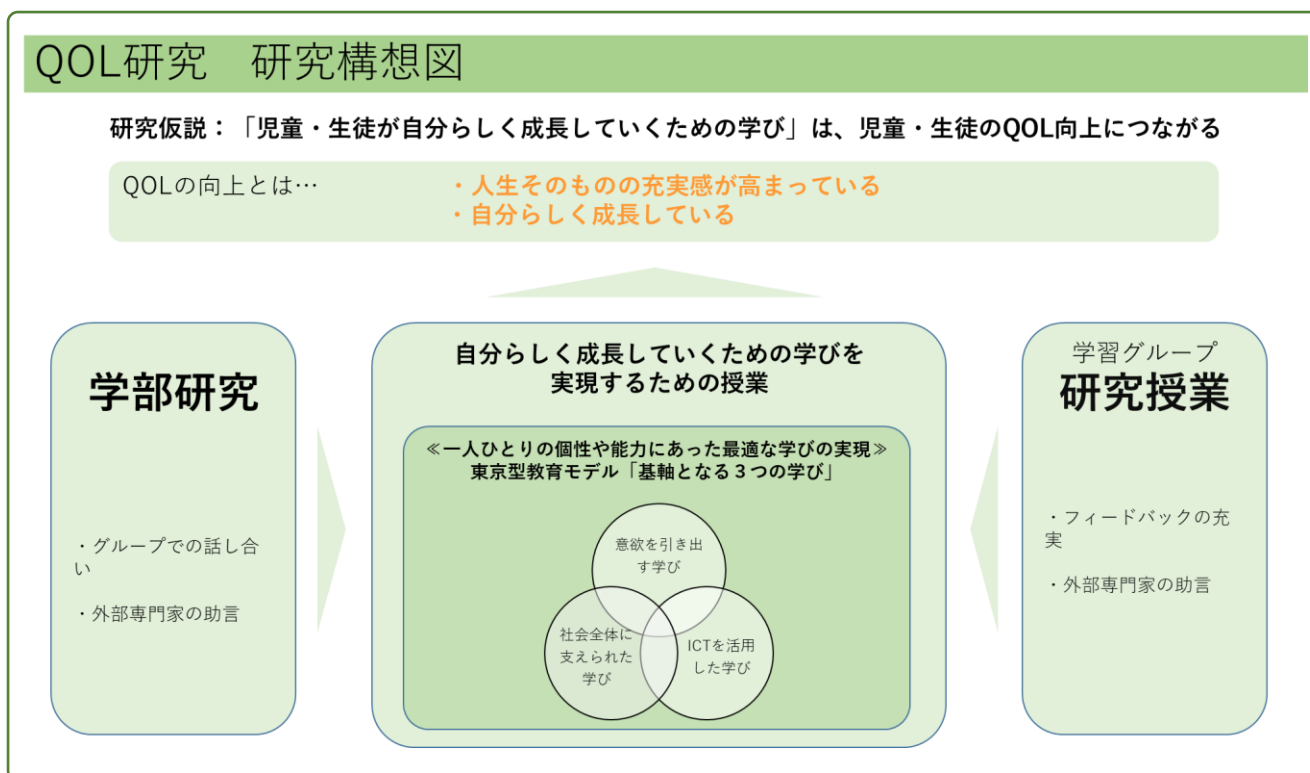 QOL研究　研究構想図
研究仮説：「児童・生徒が自分らしく成長していくための学び」は、児童・生徒のQOL向上につながる
QOLの向上とは…
・人生そのものの充実感が高まっている
・自分らしく成長している
学部研究
・グループでの話し合
い
・外部専門家の助言
自分らしく成長していくための学びを
実現するための授業
≪一人ひとりの個性や能力にあった最適な学びの実現≫
東京型教育モデル「基軸となる３つの学び」
意欲を引き出
す学び
社会全体に
支えられた
学び
ICTを活用
した学び
学習グループ
研究授業
・フィードバックの充
実
・外部専門家の助言